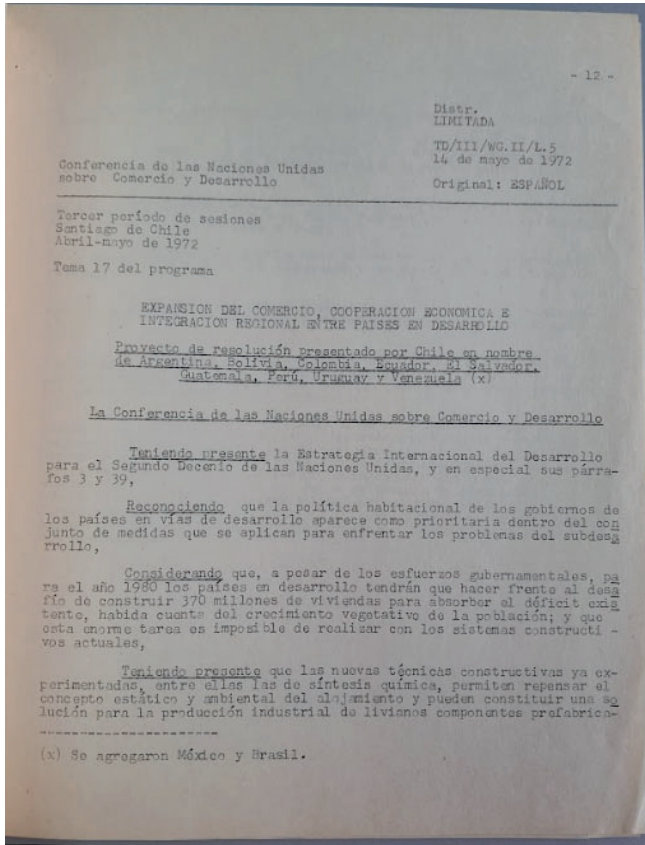 - 12 -
Distr.
LIMITADA
TD/III/WG.II/L.5
14 de mayo de 1972
Original: ESPAÑOL
Conferencia de las Naciones Unidas
sobre Comercio y Desarrollo
Tercer período de sesiones
Santiago de Chile
Abril-mayo de 1972
Tema 17 del programa
EXPANSION DEL COMERCIO, COOPERACION ECONOMICA E
INTEGRACION REGIONAL ENTRE PAISES EN DESARROLLO
Proyecto de resolución presentado por Chile en nombre
de Argentina, Bolivia, Colombia, Ecuador, El Salvador,
Guatemala, Perú, Uruguay y Venezuela (x)
La Conferencia de las Naciones Unidas sobre Comercio y Desarrollo
Teniendo presente la Estrategia Internacional del Desarrollo
para el Segundo Decenio de las Naciones Unidas, y en especial sus párra-
fos 3 y 39,
Reconociendo que la política habitacional de los gobiernos de
los países en vías de desarrollo aparece como prioritaria dentro del con
junto de medidas que se aplican para enfrentar los problemas del subdesa
rrollo,
Considerando que, a pesar de los esfuerzos gubernamentales, pa
ra el año 1980 los países en desarrollo tendrán que hacer frente al desa
fío de construir 370 millones de viviendas para absorber el déficit exis
tente, habida cuenta del crecimiento vegetativo de la población; y que
esta enorme tarea es imposible de realizar con los sistemas constructi -
vos actuales,
Teniendo presente que las nuevas técnicas constructivas ya ex-
perimentadas, entre ellas las de síntesis química, permiten repensar el
concepto estático y ambiental del alojamiento y pueden constituir una so
lución para la producción industrial de livianos componentes prefabrica-
(x) Se agregaron México y Brasil.